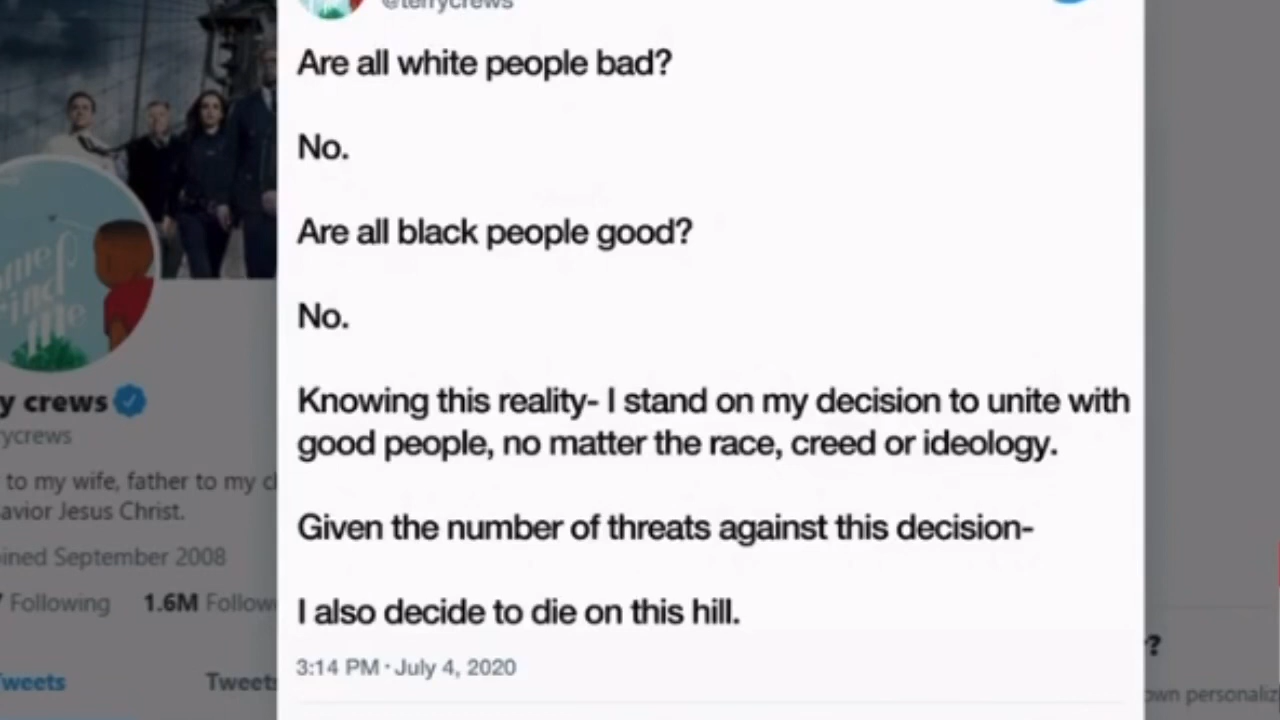 @terrycrews
Are all white people bad?
No.
Are all black people good?
No.
Knowing this reality- I stand on my decision to unite with
good people, no matter the race, creed or ideology.
Given the number of threats against this decision-
I also decide to die on this hill.
3:14 PM · July 4, 2020
me
y crews
rycrews
to my wife, father to my
avior Jesus Christ.
oined September 2008
Following 1.6M Follow
weets Tweets
?
own personaliz